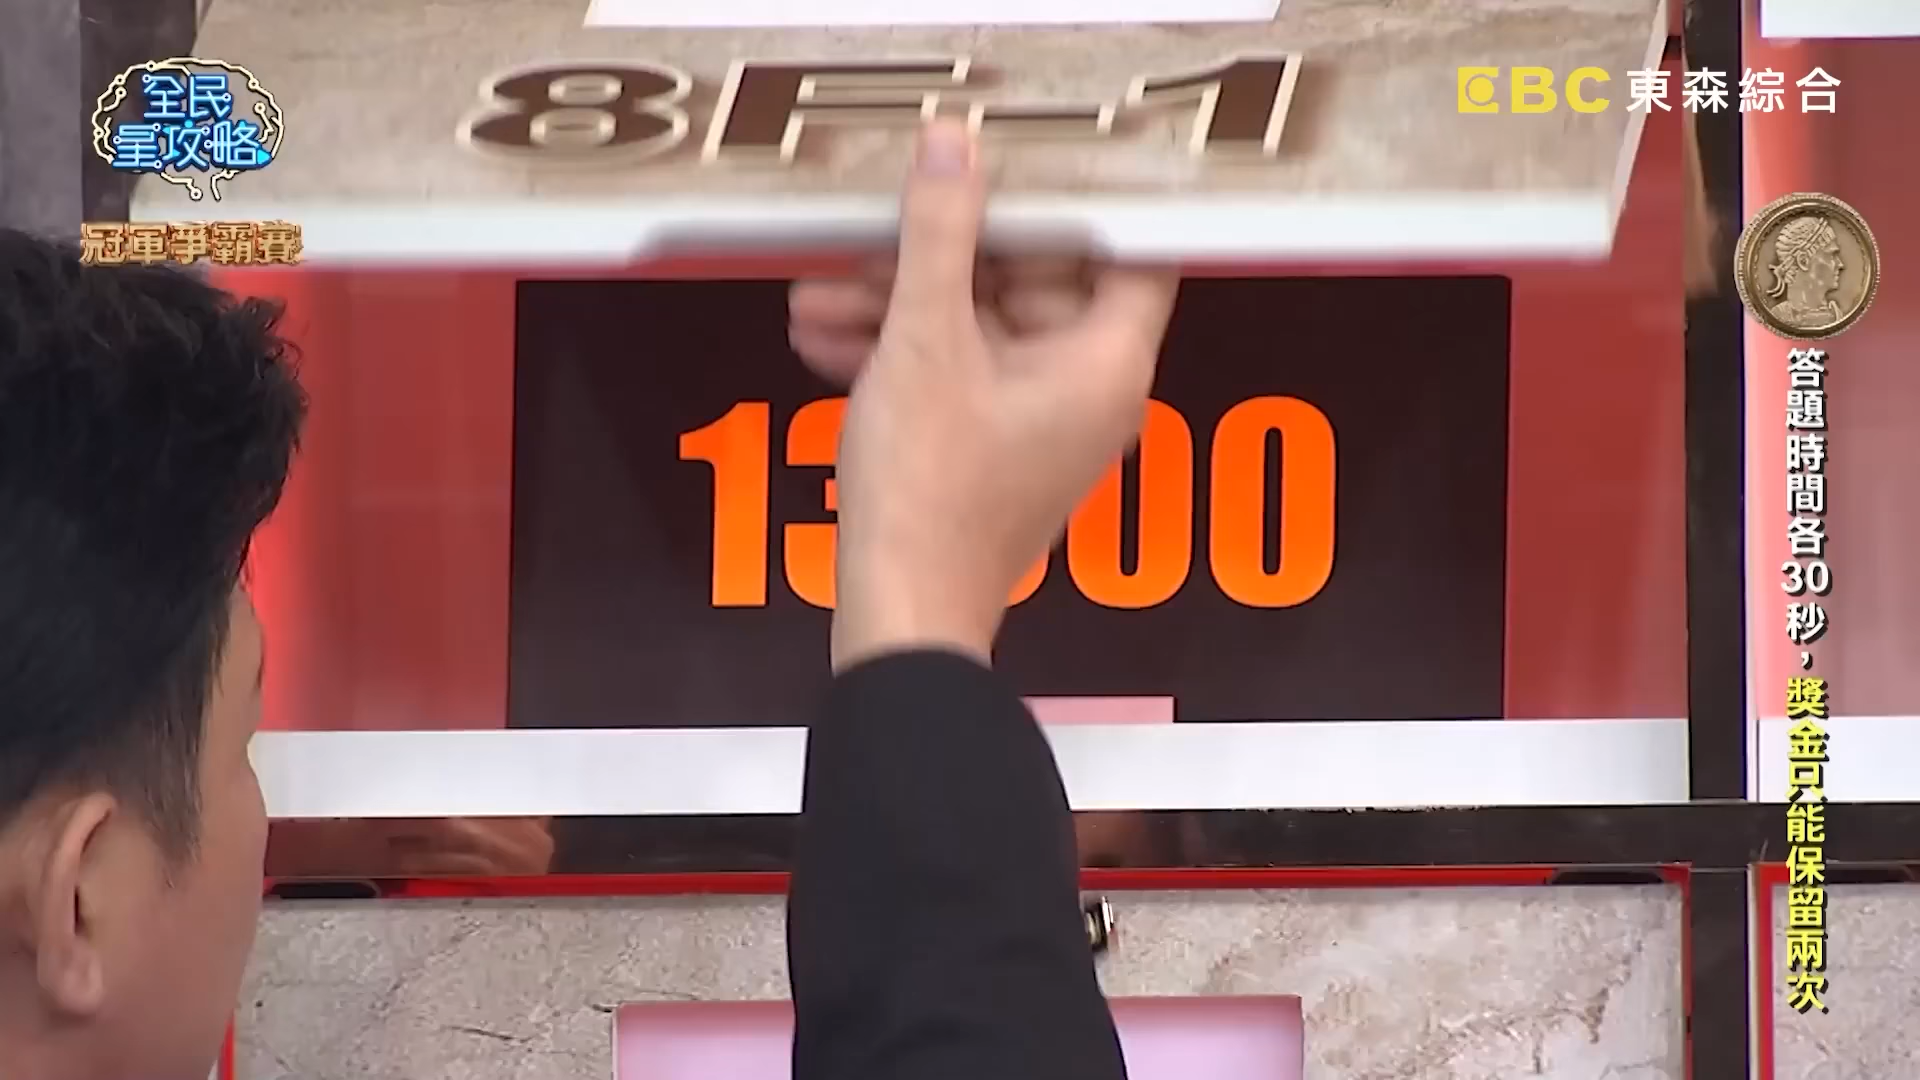 全民
星攻略
冠軍爭霸賽
EBC 東森綜合
8F-1
13000
答題時間各30秒，獎金只能保留兩次